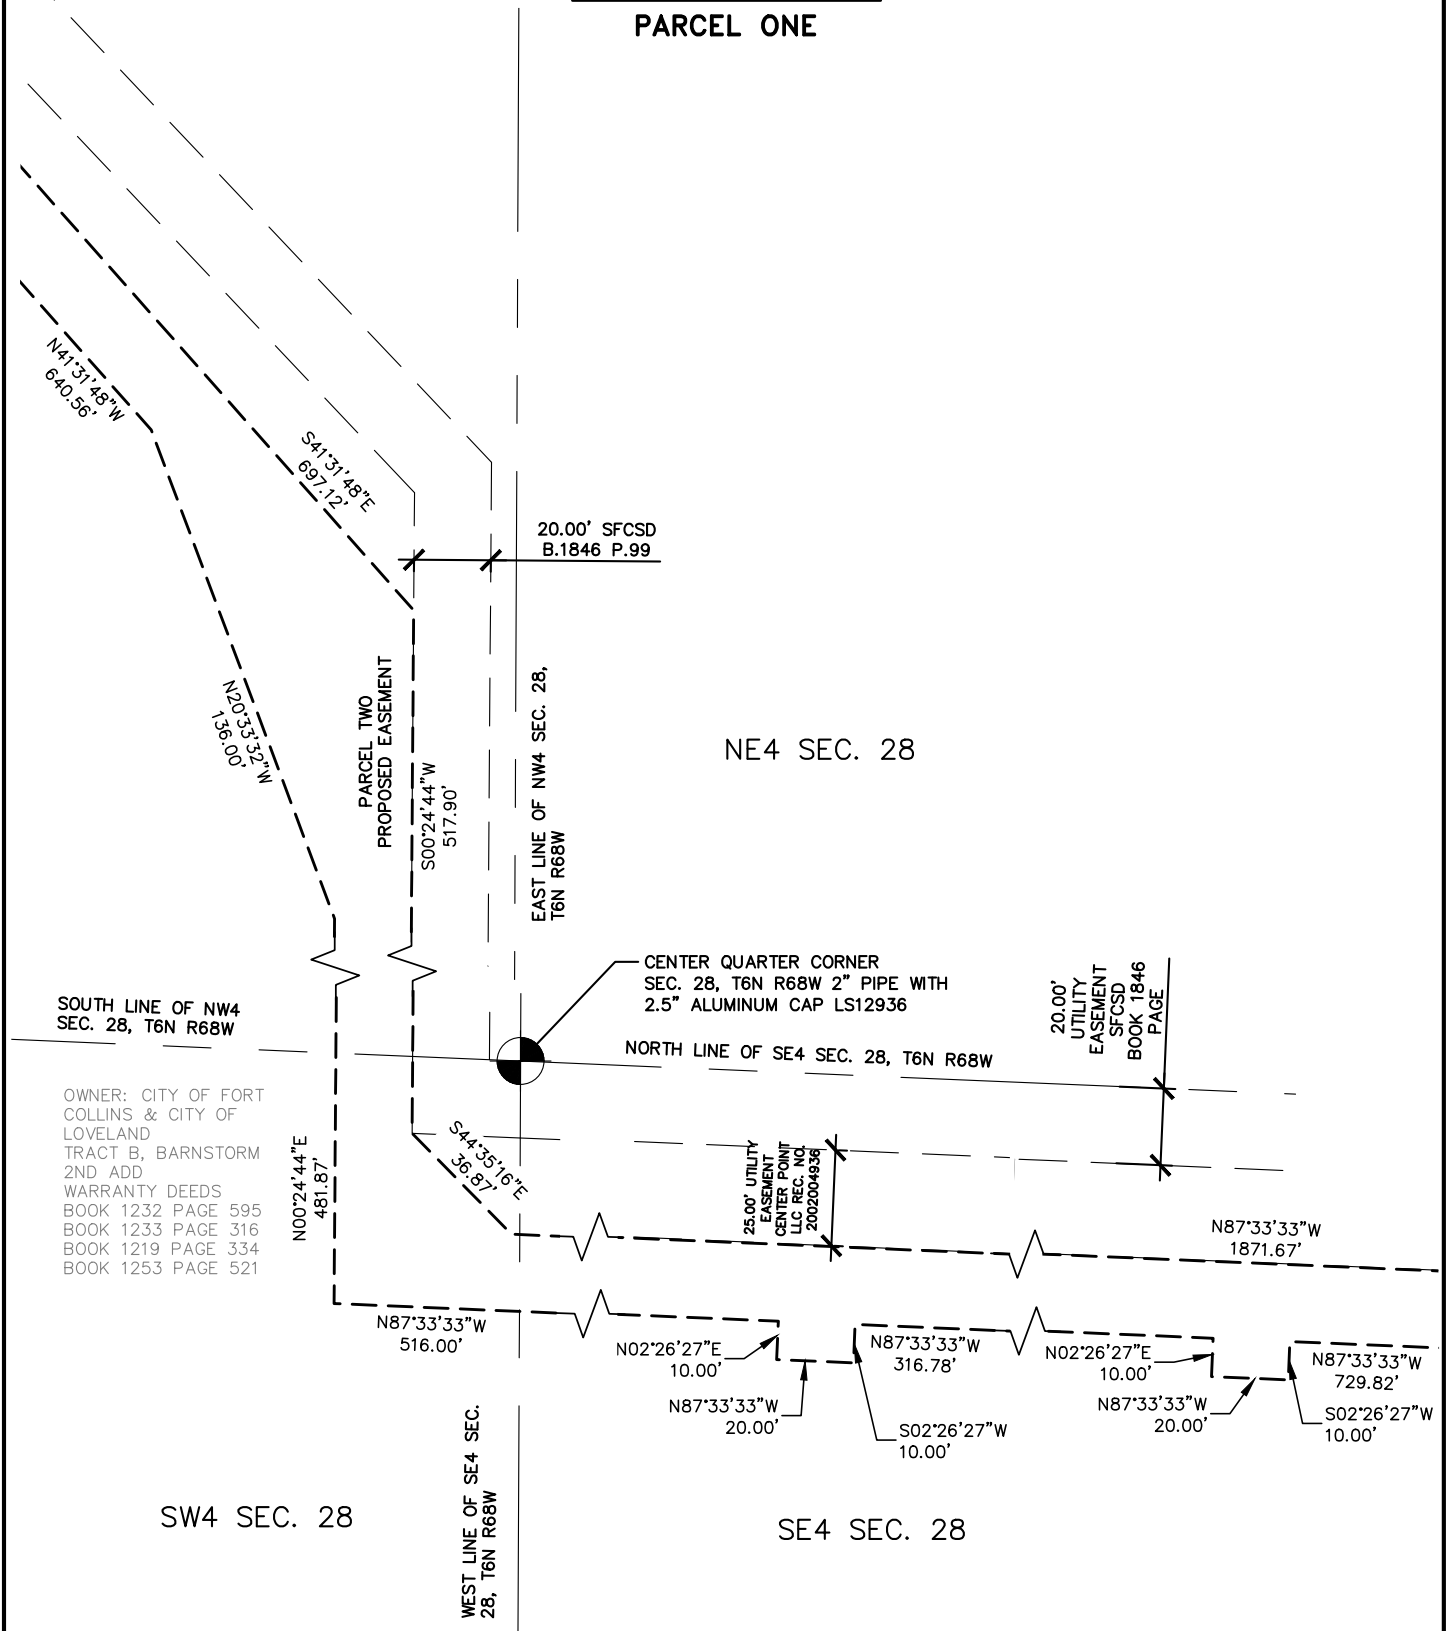 PARCEL ONE
N41°31'48"W
640.56'
S41°31'48"E
697.12'
20.00' SFCSD
B.1846 P.99
N20°33'32"W
136.00'
PARCEL TWO
PROPOSED EASEMENT
S00°24'44"W
517.90'
EAST LINE OF NW4 SEC. 28,
T6N R68W
NE4 SEC. 28
CENTER QUARTER CORNER
SEC. 28, T6N R68W 2" PIPE WITH
2.5" ALUMINUM CAP LS12936
SOUTH LINE OF NW4
SEC. 28, T6N R68W
NORTH LINE OF SE4 SEC. 28, T6N R68W
20.00'
UTILITY
EASEMENT
SFCSD
BOOK 1846
PAGE
OWNER: CITY OF FORT
COLLINS & CITY OF
LOVELAND
TRACT B, BARNSTORM
2ND ADD
WARRANTY DEEDS
BOOK 1232 PAGE 595
BOOK 1233 PAGE 316
BOOK 1219 PAGE 334
BOOK 1253 PAGE 521
N00°24'44"E
481.87'
S44°35'16"E
36.87'
25.00' UTILITY
EASEMENT
CENTER POINT
LLC REC. NO.
2002004936
N87°33'33"W
1871.67'
N87°33'33"W
516.00'
N02°26'27"E
10.00'
N87°33'33"W
20.00'
N87°33'33"W
316.78'
S02°26'27"W
10.00'
N02°26'27"E
10.00'
N87°33'33"W
20.00'
N87°33'33"W
729.82'
S02°26'27"W
10.00'
WEST LINE OF SE4 SEC.
28, T6N R68W
SW4 SEC. 28
SE4 SEC. 28